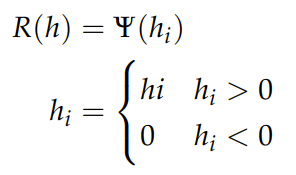 R(h) = Ψ(h_i)
h_i = { hi h_i > 0
0 h_i < 0